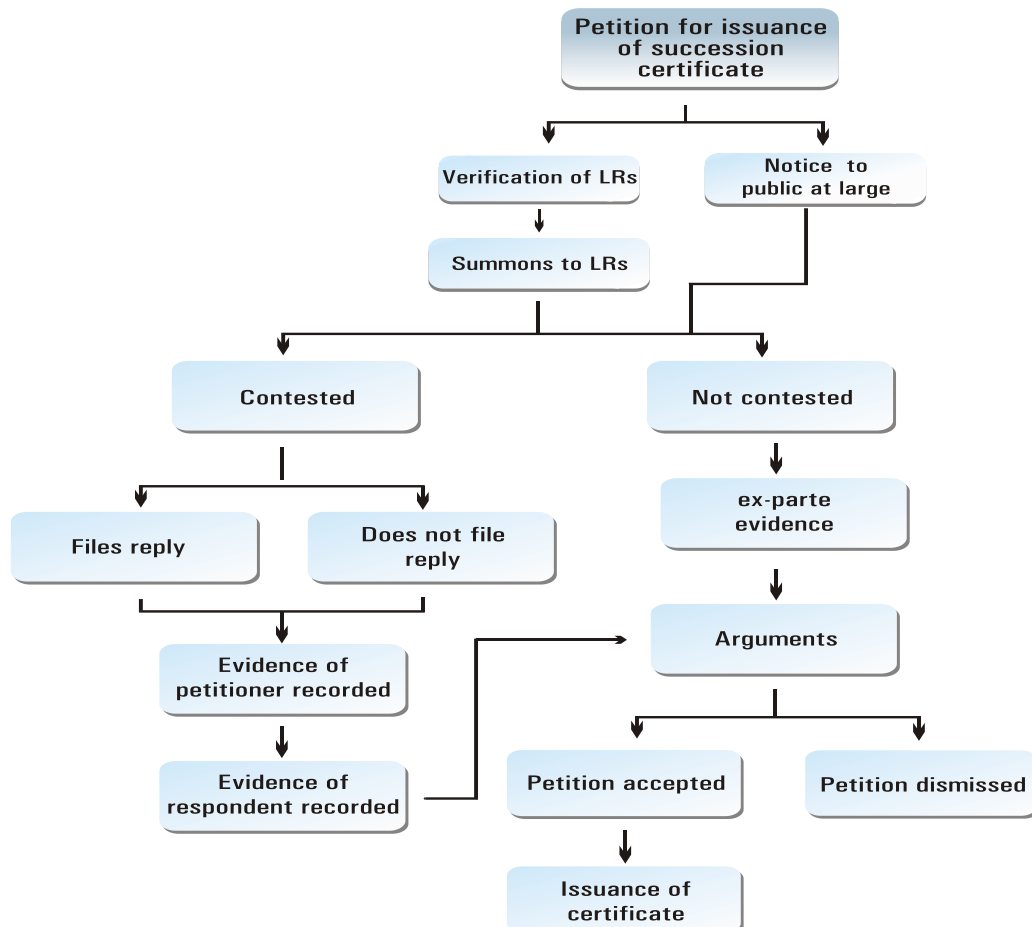 Petition for issuance
of succession
certificate
Verification of LRs
Notice to
public at large
Summons to LRs
Contested
Not contested
ex-parte
evidence
Files reply
Does not file
reply
Arguments
Evidence of
petitioner recorded
Evidence of
respondent recorded
Petition accepted
Petition dismissed
Issuance of
certificate